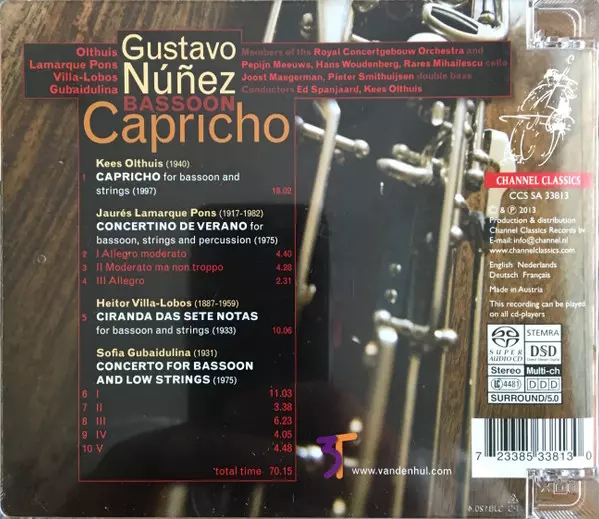 Olthuis
Lamarque Pons
Villa-Lobos
Gubaidulina
Gustavo
Núñez
BASSOON
Capricho
Members of the Royal Concertgebouw Orchestra and
Pepijn Meeuws, Hans Woudenberg, Rares Mihailescu cello
Joost Maegerman, Pieter Smithuijsen double bass
Conductors Ed Spanjaard, Kees Olthuis
Kees Olthuis (1940)
1 CAPRICHO for bassoon and
strings (1997) 18.02
Jaurés Lamarque Pons (1917-1982)
CONCERTINO DE VERANO for
bassoon, strings and percussion (1975)
2 I Allegro moderato 4.40
3 II Moderato ma non troppo 4.28
4 III Allegro 2.31
Heitor Villa-Lobos (1887-1959)
5 CIRANDA DAS SETE NOTAS
for bassoon and strings (1933) 10.06
Sofia Gubaidulina (1931)
CONCERTO FOR BASSOON
AND LOW STRINGS (1975)
6 I 11.03
7 II 3.38
8 III 6.23
9 IV 4.05
10 V 4.48
total time 70.15
www.vandenhul.com
CHANNEL CLASSICS
CCS SA 33813
© & ℗ 2013
Production & distribution
Channel Classics Records bv
E-mail: info@channel.nl
www.channelclassics.com
English Nederlands
Deutsch Français
Made in Austria
This recording can be played
on all cd-players
SUPER AUDIO CD
STEMRA
DSD
Stereo Multi-ch
LC 4481 DDD
SURROUND/5.0
7 23385 33813 0